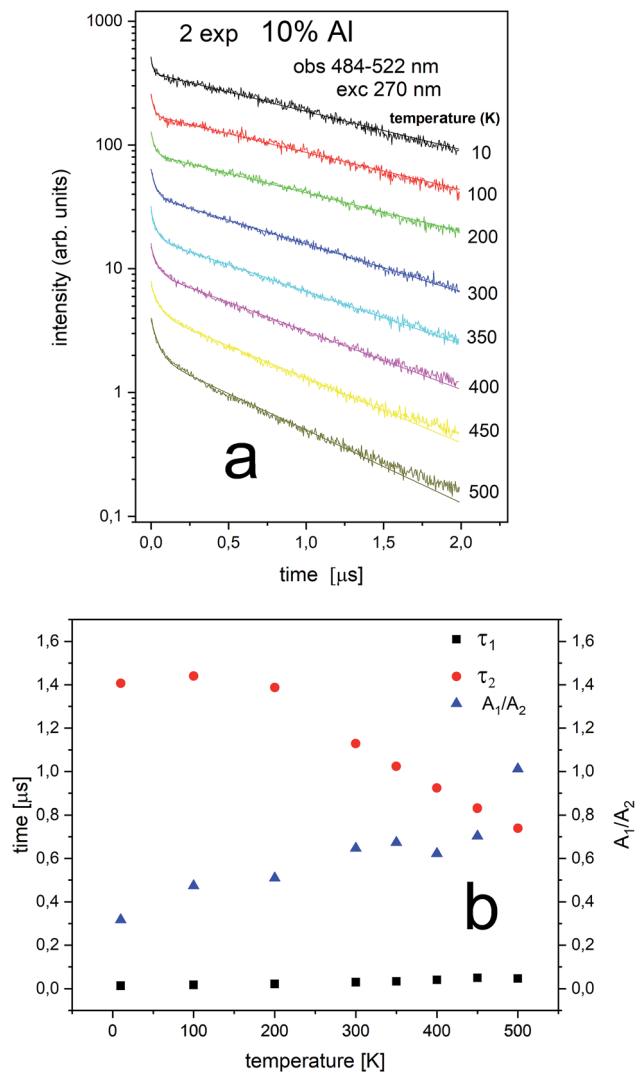 1000
2 exp 10% Al
obs 484-522 nm
exc 270 nm
temperature (K)
100
10
100
200
10
300
350
400
1
450
a
500
0,1
0,0 0,5 1,0 1,5 2,0
time [μs]
intensity (arb. units)
1,6 1,6
τ1
1,4 τ2 1,4
A1/A2
1,2 1,2
1,0 1,0
0,8 0,8
0,6 0,6
0,4 b 0,4
0,2 0,2
0,0 0,0
0 100 200 300 400 500
temperature [K]
time [μs]
A1/A2